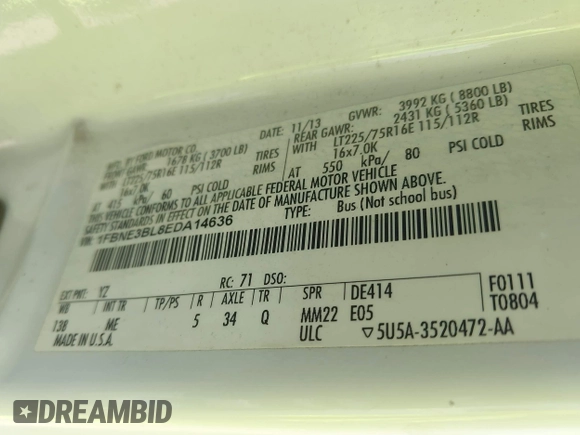 MFD. BY FORD MOTOR CO.
DATE: 11/13 GVWR: 3992 KG ( 8800 LB)
FRONT GAWR: 1678 KG ( 3700 LB) REAR GAWR: 2431 KG ( 5360 LB)
WITH LT225/75R16E 115/112R TIRES WITH LT225/75R16E 115/112R TIRES
16x7.0K RIMS 16x7.0K RIMS
AT 415 kPa/ 60 PSI COLD AT 550 kPa/ 80 PSI COLD
THIS VEHICLE CONFORMS TO ALL APPLICABLE FEDERAL MOTOR VEHICLE
SAFETY STANDARDS IN EFFECT ON THE DATE OF MANUFACTURE SHOWN ABOVE.
VIN: 1FBNE3BL8EDA14636 TYPE: Bus (Not school bus)
EXT PNT: YZ RC: 71 DSO:
WB INT TR TP/PS R AXLE TR SPR DE414 F0111
138 ME 5 34 Q MM22 E05 T0804
MADE IN U.S.A. ULC ▽5U5A-3520472-AA
DREAMBID